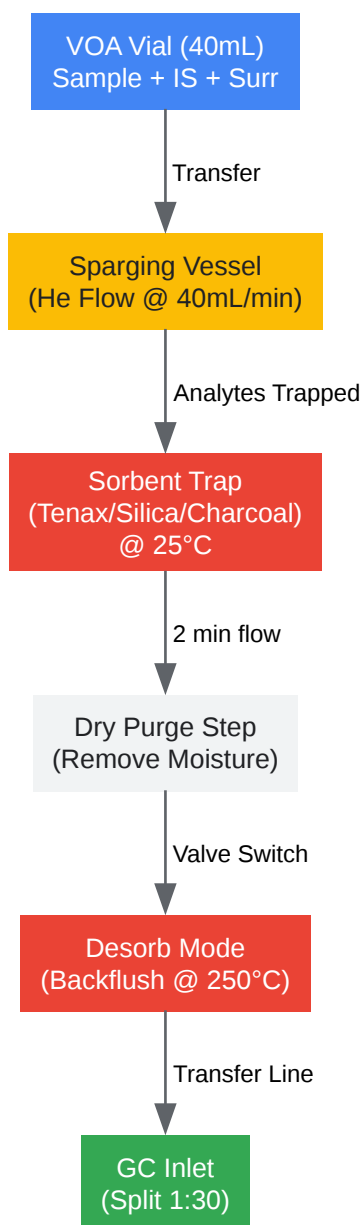 VOA Vial (40mL)
Sample + IS + Surr
Transfer
Sparging Vessel
(He Flow @ 40mL/min)
Analytes Trapped
Sorbent Trap
(Tenax/Silica/Charcoal)
@ 25°C
2 min flow
Dry Purge Step
(Remove Moisture)
Valve Switch
Desorb Mode
(Backflush @ 250°C)
Transfer Line
GC Inlet
(Split 1:30)